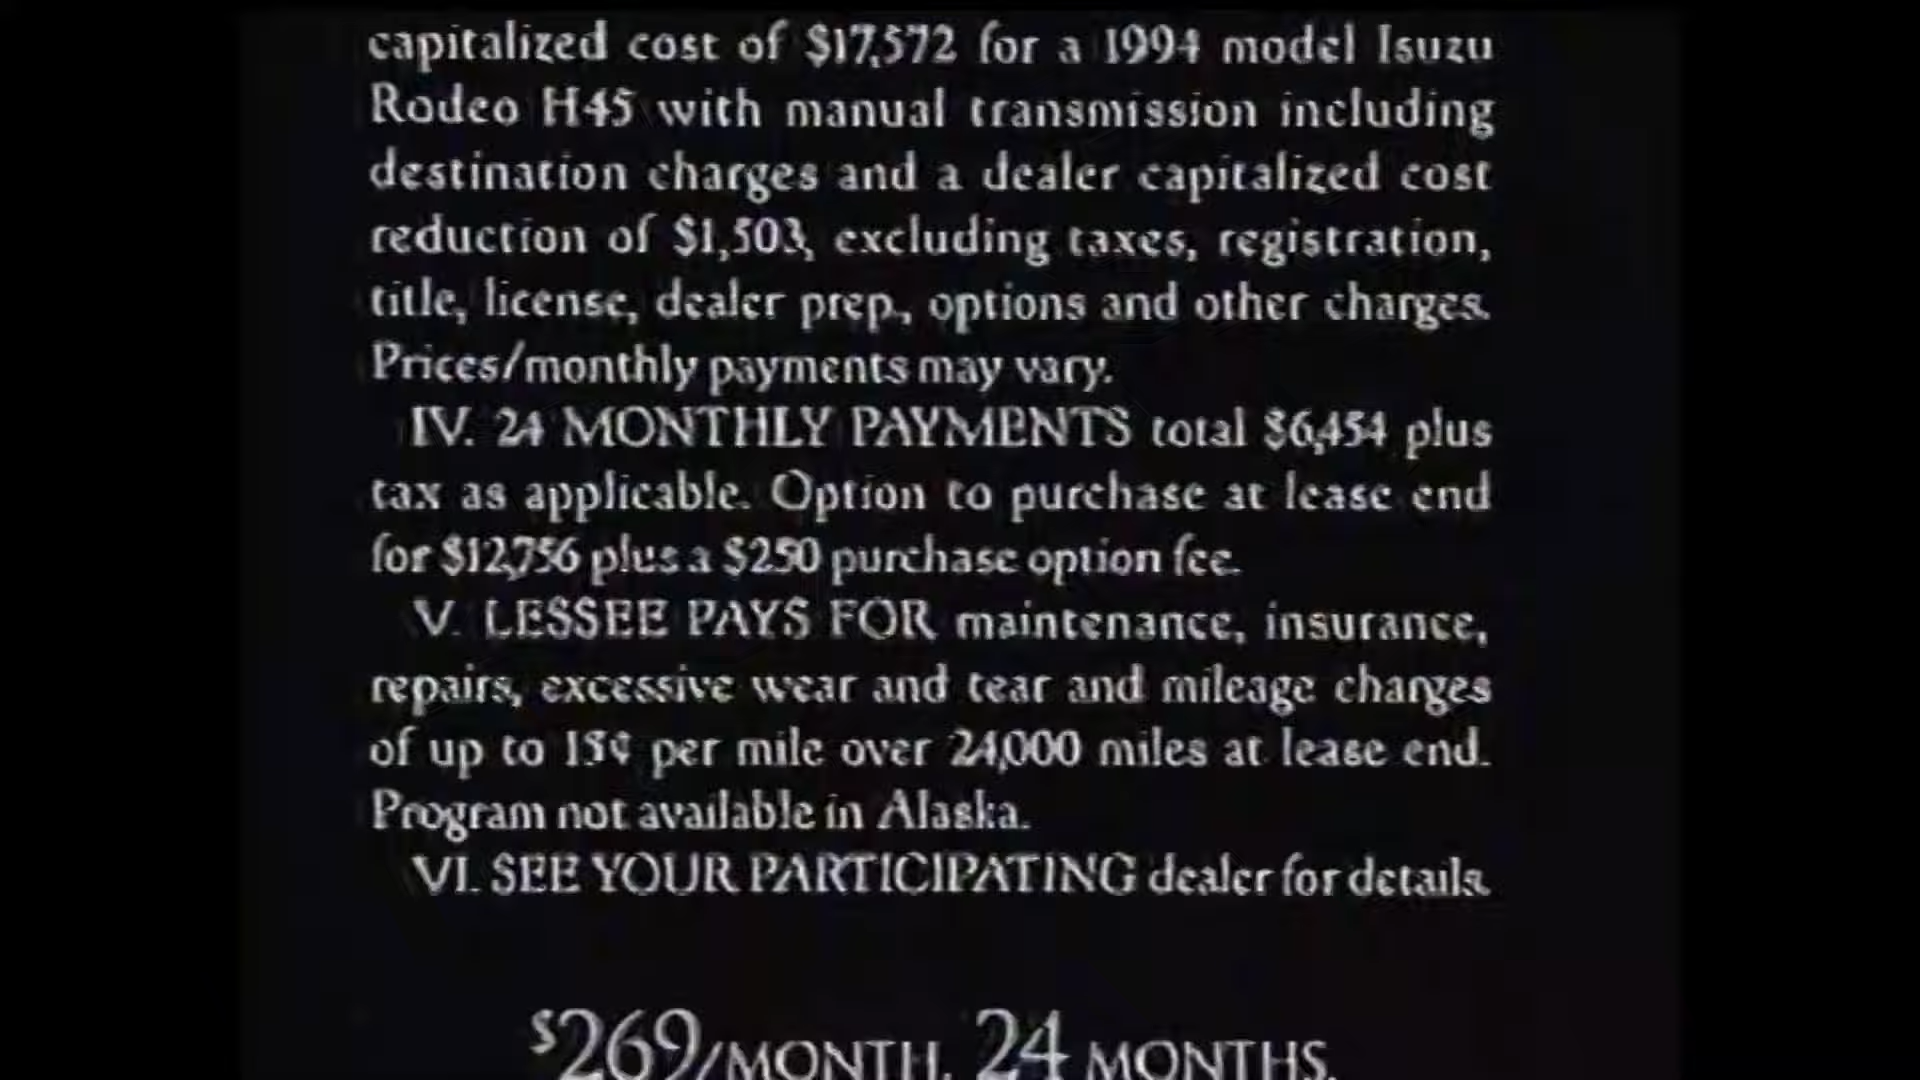 capitalized cost of $17,572 for a 1994 model Isuzu
Rodeo H45 with manual transmission including
destination charges and a dealer capitalized cost
reduction of $1,503, excluding taxes, registration,
title, license, dealer prep., options and other charges.
Prices/monthly payments may vary.
IV. 24 MONTHLY PAYMENTS total $6,454 plus
tax as applicable. Option to purchase at lease end
for $12,756 plus a $250 purchase option fee.
V. LESSEE PAYS FOR maintenance, insurance,
repairs, excessive wear and tear and mileage charges
of up to 15¢ per mile over 24,000 miles at lease end.
Program not available in Alaska.
VI. SEE YOUR PARTICIPATING dealer for details.
$269/MONTH. 24 MONTHS.